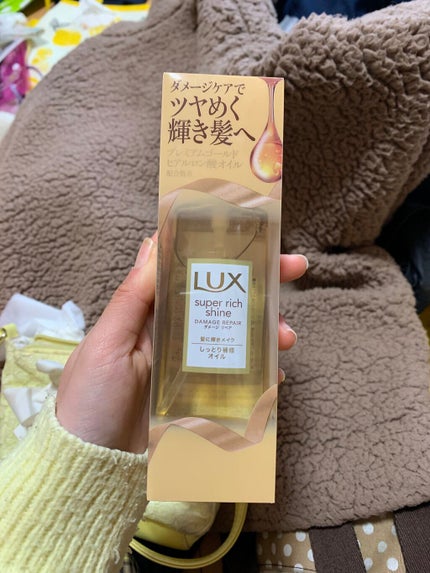 ダメージケアで
ツヤめく
輝き髪へ
プレミアムゴールド
ヒアルロン酸オイル
配合処方
LUX
super rich
shine
DAMAGE REPAIR
ダメージ リペア
髪に輝きメイク
しっとり補修
オイル